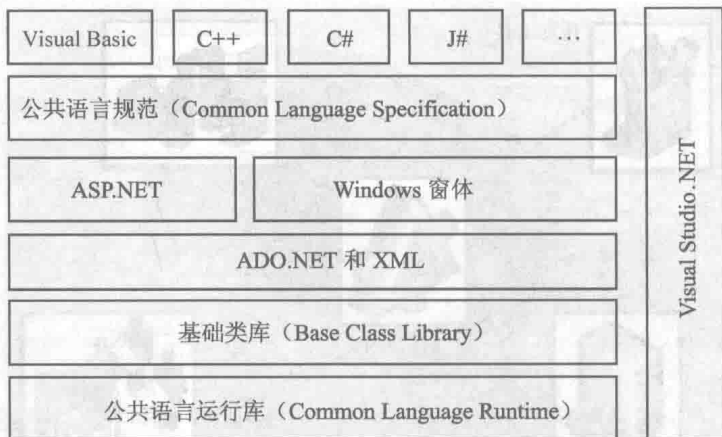 Visual Basic
C++
C#
J#
…
公共语言规范（Common Language Specification）
ASP.NET
Windows 窗体
ADO.NET 和 XML
基础类库（Base Class Library）
公共语言运行库（Common Language Runtime）
Visual Studio.NET